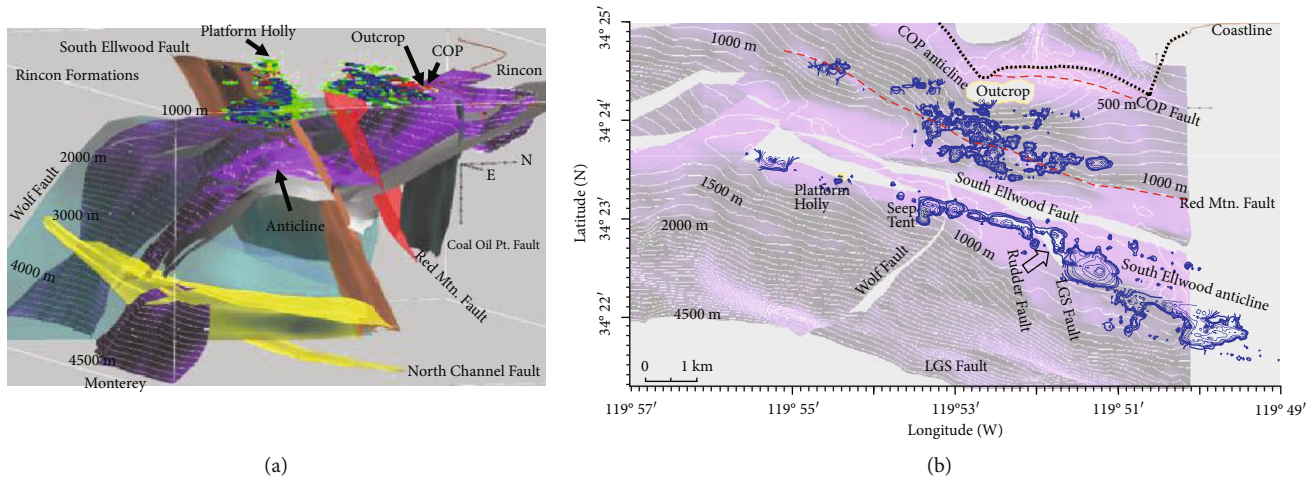 Platform Holly
South Ellwood Fault
Outcrop
COP
Rincon Formations
Rincon
1000 m
2000 m
Wolf Fault
3000 m
N
E
Anticline
Coal Oil Pt. Fault
Red Mtn. Fault
4000 m
4500 m
Monterey
North Channel Fault
(a)
34° 25′
34° 24′
34° 23′
34° 22′
Latitude (N)
1000 m
COP anticline
Coastline
Outcrop
500 m
COP Fault
1500 m
Platform
Holly
South Ellwood Fault
1000 m
Red Mtn. Fault
2000 m
Seep
Tent
1000 m
Wolf Fault
Rudder Fault
LGS Fault
South Ellwood anticline
4500 m
LGS Fault
0 1 km
119° 57′ 119° 55′ 119° 53′ 119° 51′ 119° 49′
Longitude (W)
(b)